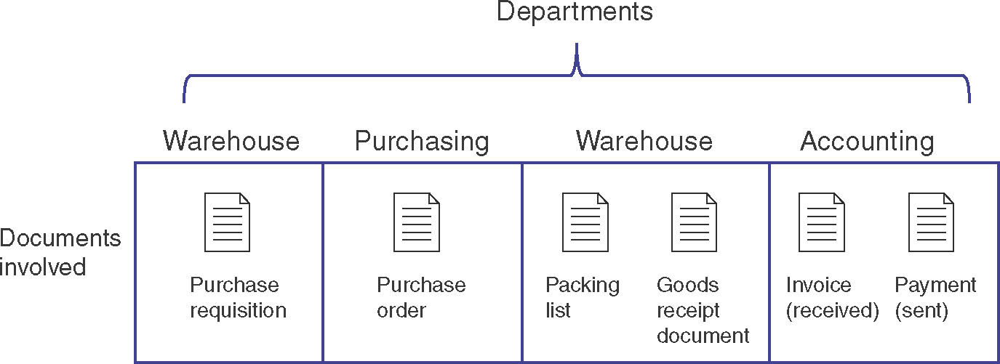 Departments
Warehouse
Purchasing
Warehouse
Accounting
Documents
involved
Purchase
requisition
Purchase
order
Packing
list
Goods
receipt
document
Invoice
(received)
Payment
(sent)